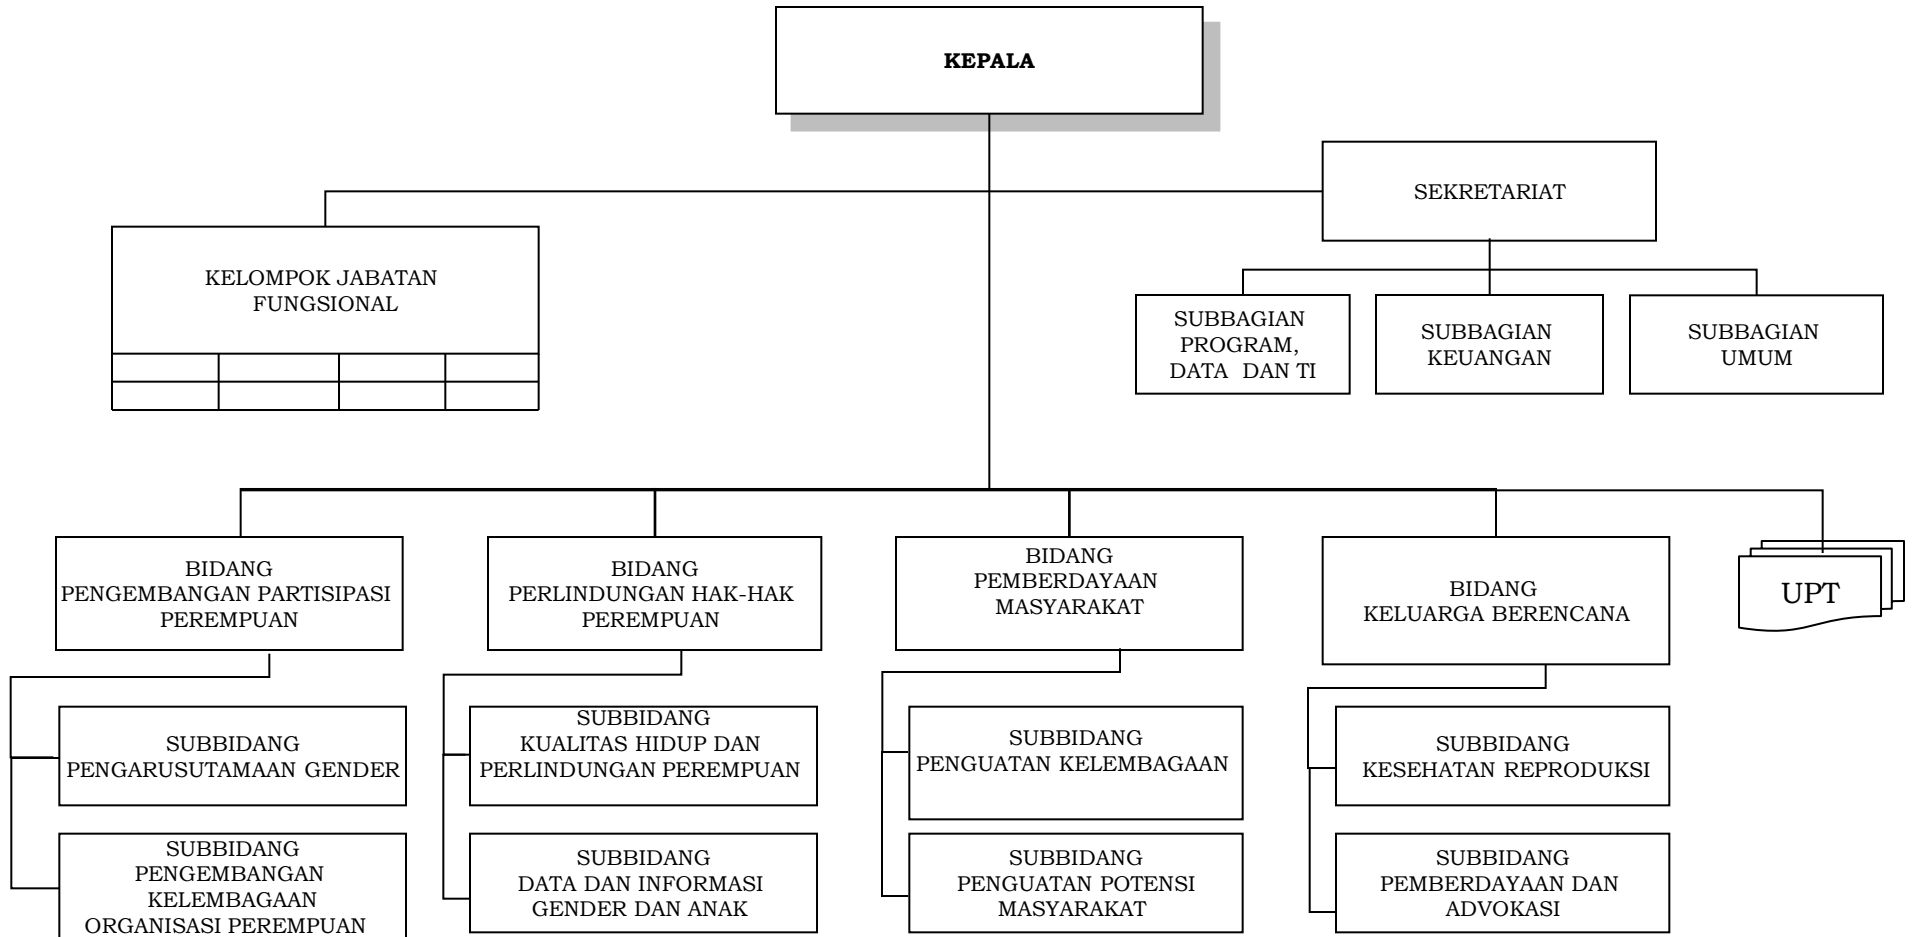 KEPALA
SEKRETARIAT
KELOMPOK JABATAN
FUNGSIONAL
SUBBAGIAN
PROGRAM,
DATA DAN TI
SUBBAGIAN
KEUANGAN
SUBBAGIAN
UMUM
BIDANG
PENGEMBANGAN PARTISIPASI
PEREMPUAN
BIDANG
PERLINDUNGAN HAK-HAK
PEREMPUAN
BIDANG
PEMBERDAYAAN
MASYARAKAT
BIDANG
KELUARGA BERENCANA
UPT
SUBBIDANG
PENGARUSUTAMAAN GENDER
SUBBIDANG
KUALITAS HIDUP DAN
PERLINDUNGAN PEREMPUAN
SUBBIDANG
PENGUATAN KELEMBAGAAN
SUBBIDANG
KESEHATAN REPRODUKSI
SUBBIDANG
PENGEMBANGAN
KELEMBAGAAN
ORGANISASI PEREMPUAN
SUBBIDANG
DATA DAN INFORMASI
GENDER DAN ANAK
SUBBIDANG
PENGUATAN POTENSI
MASYARAKAT
SUBBIDANG
PEMBERDAYAAN DAN
ADVOKASI